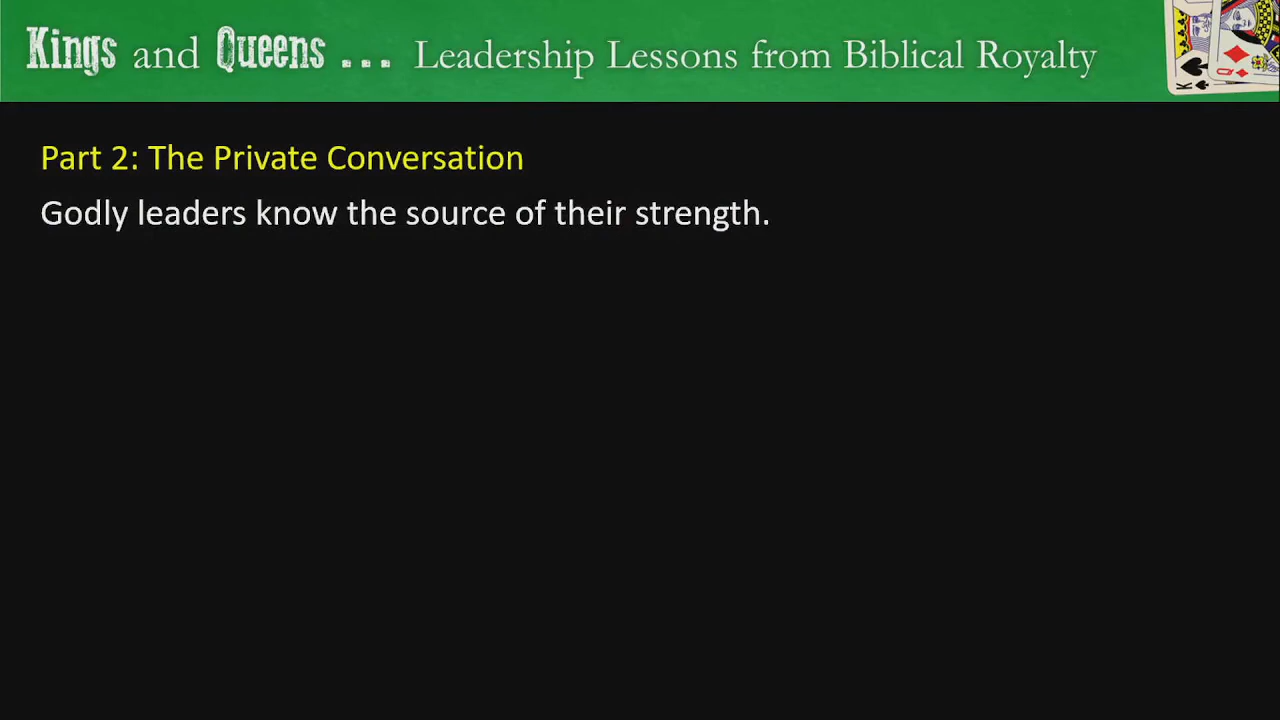 Kings and Queens ... Leadership Lessons from Biblical Royalty
K
Q
Part 2: The Private Conversation
Godly leaders know the source of their strength.